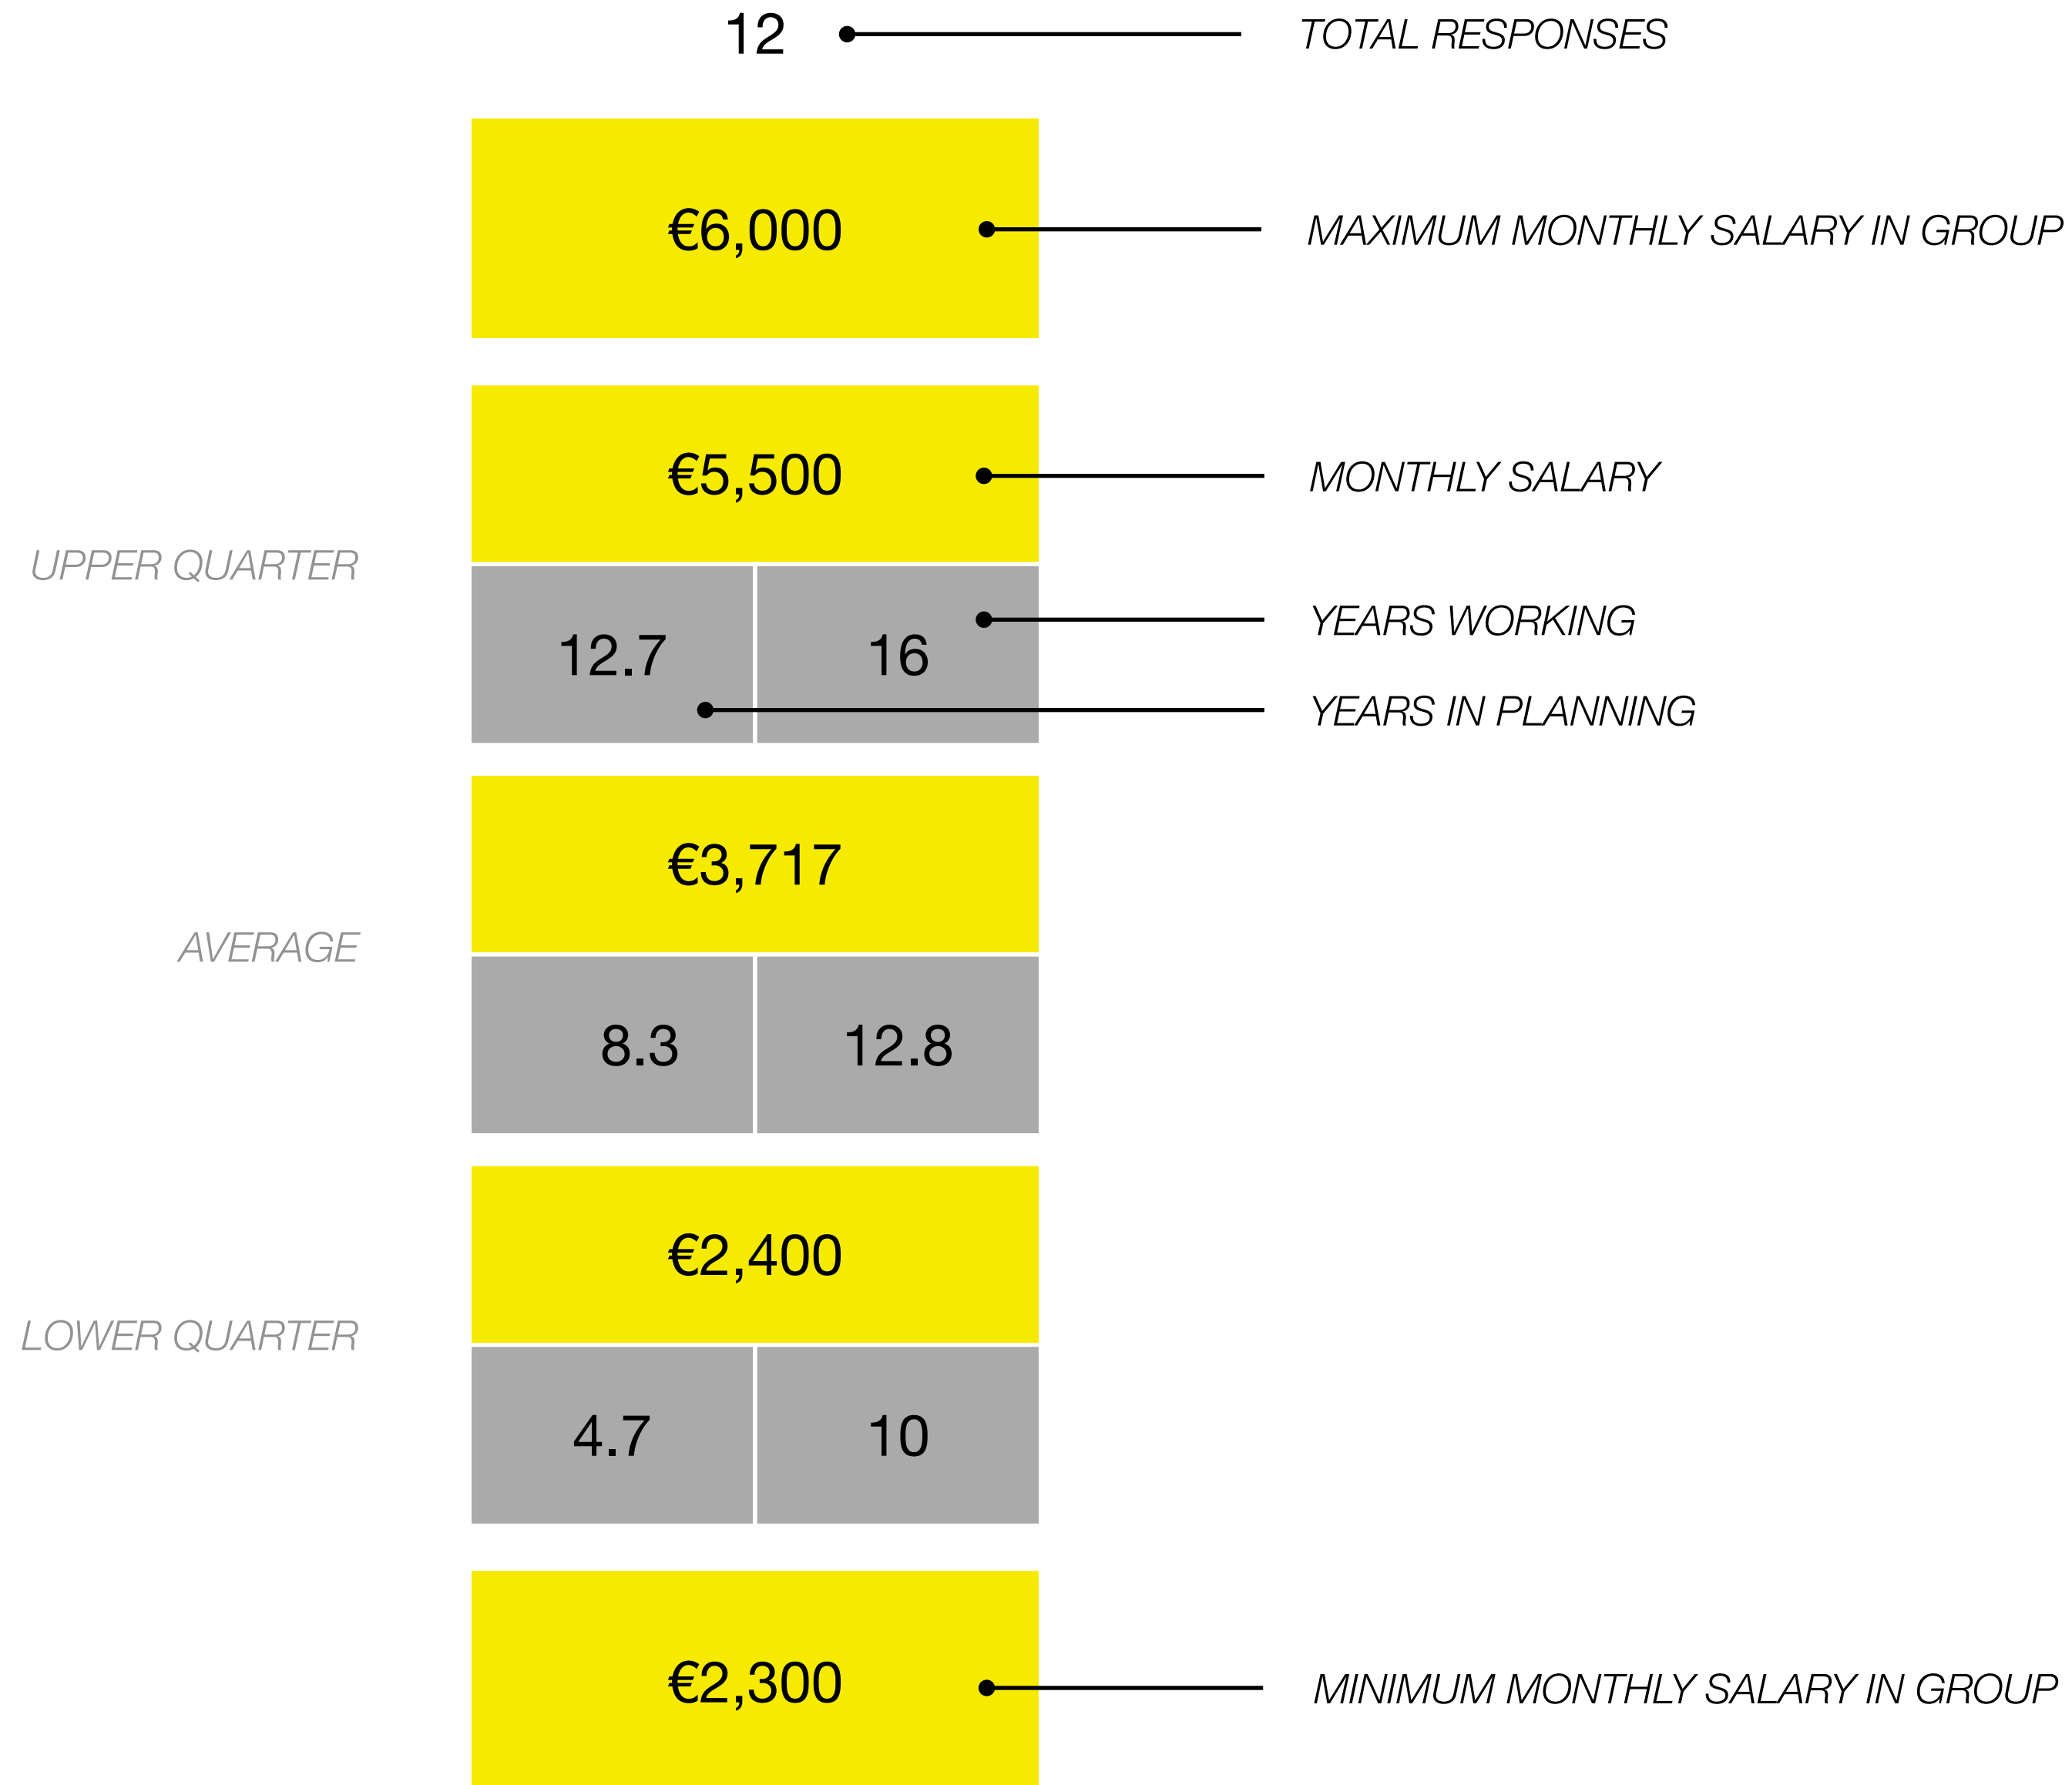 12
TOTAL RESPONSES
€6,000
MAXIMUM MONTHLY SALARY IN GROUP
€5,500
MONTHLY SALARY
UPPER QUARTER
YEARS WORKING
12.7
16
YEARS IN PLANNING
€3,717
AVERAGE
8.3
12.8
€2,400
LOWER QUARTER
4.7
10
€2,300
MINIMUM MONTHLY SALARY IN GROUP